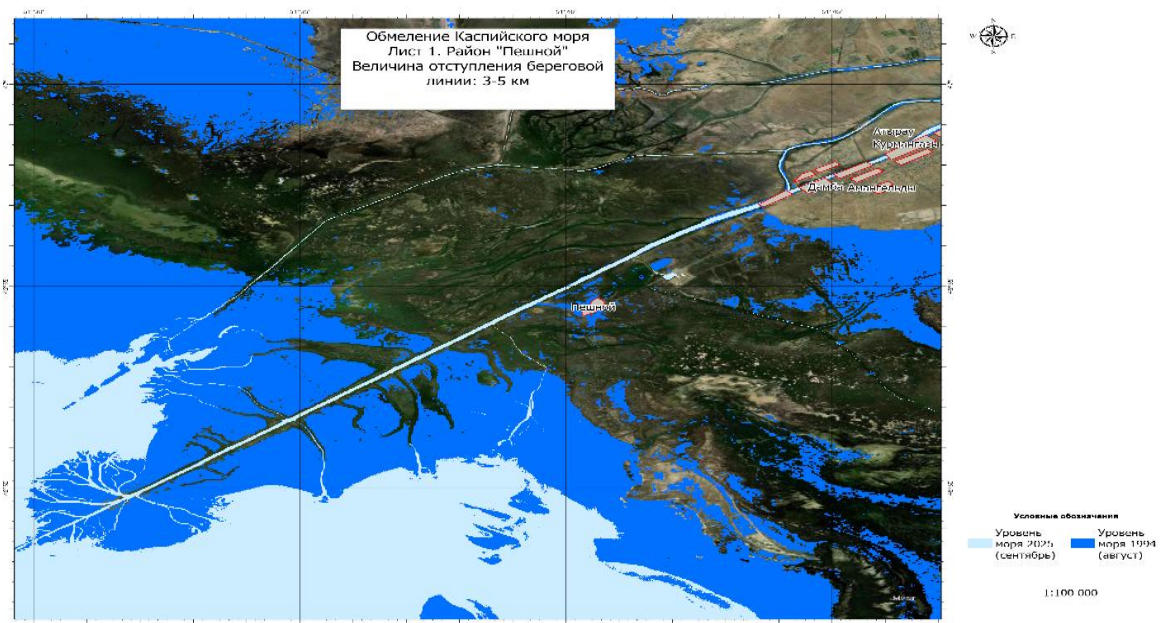 Обмеление Каспийского моря
Лист 1. Район "Пешной"
Величина отступления береговой
линии: 3-5 км
Атырау
Курмангазы
Дамба Амангельды
Пешной
Условные обозначения
Уровень
моря 2025
(сентябрь)
Уровень
моря 1994
(август)
1:100 000